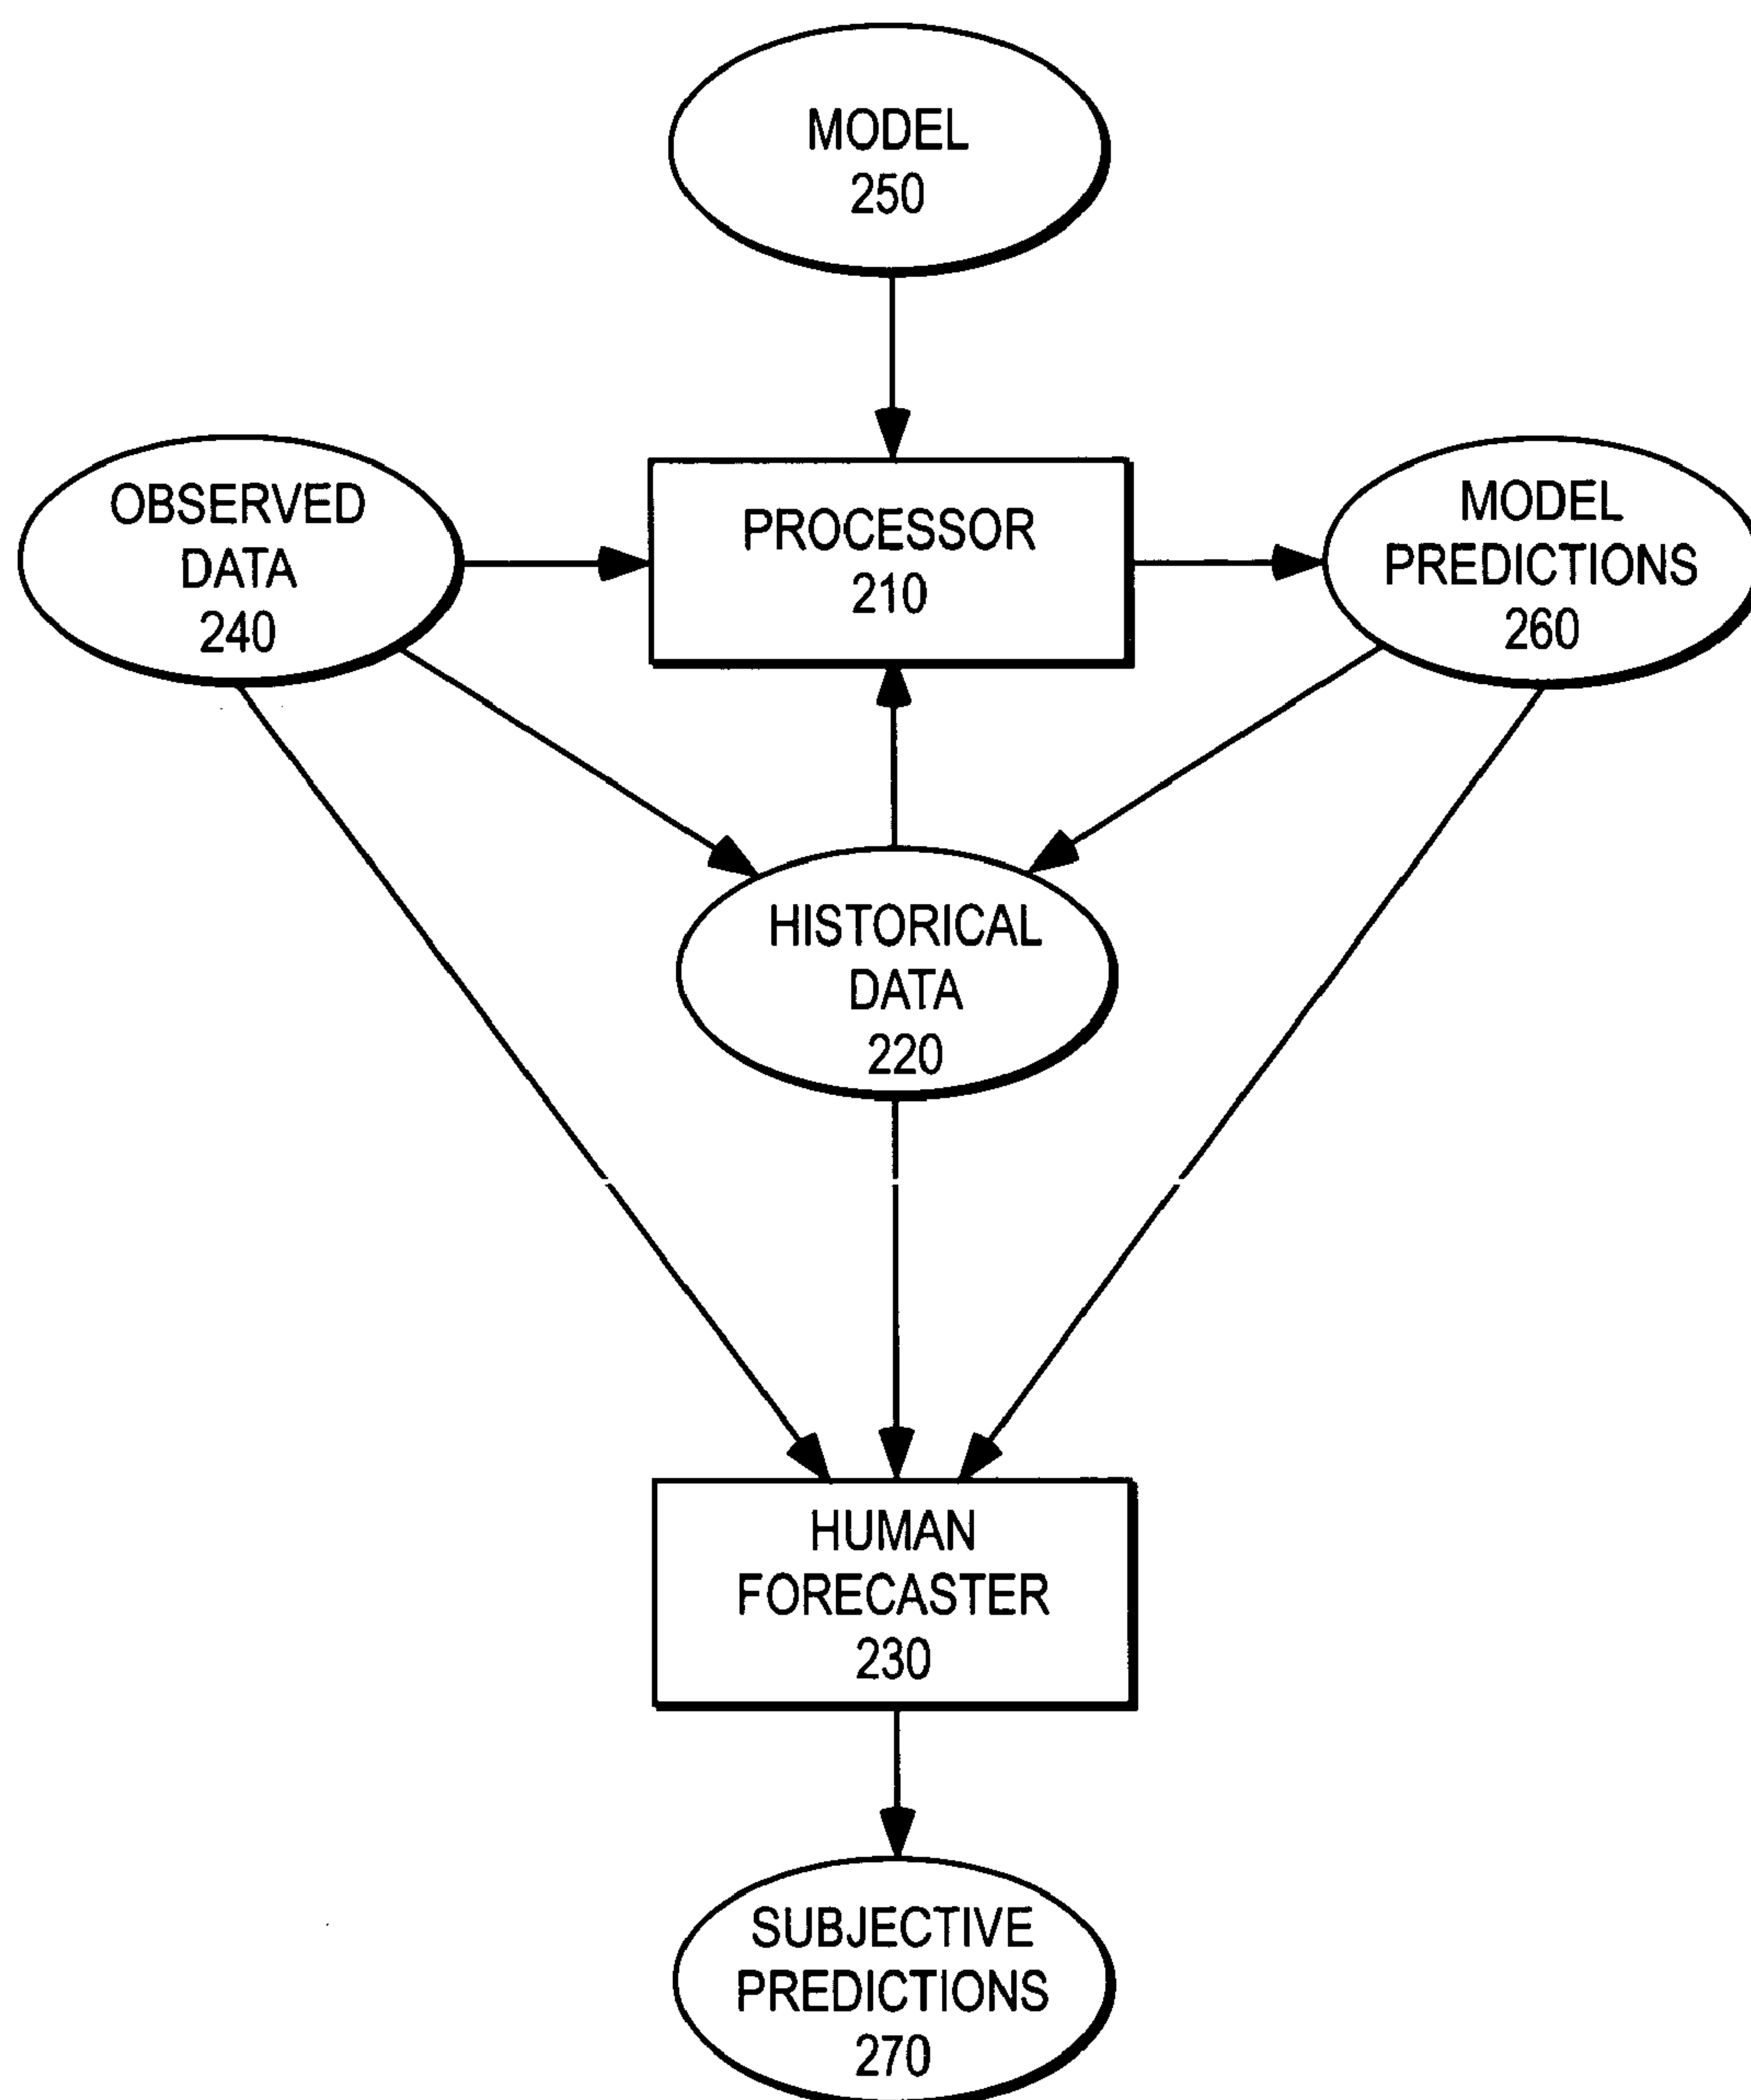 MODEL
250
OBSERVED
DATA
240
PROCESSOR
210
MODEL
PREDICTIONS
260
HISTORICAL
DATA
220
HUMAN
FORECASTER
230
SUBJECTIVE
PREDICTIONS
270